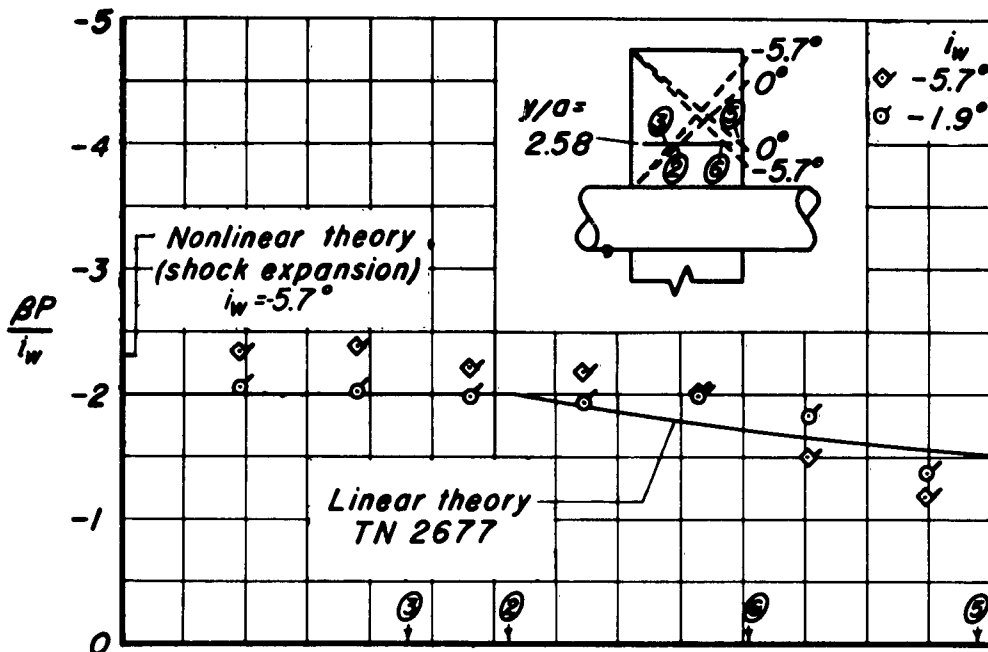 -5
-4
-3
-2
-1
0
βP
i_w
Nonlinear theory
(shock expansion)
i_w=-5.7°
Linear theory
TN 2677
y/a=
2.58
-5.7°
0°
0°
-5.7°
③
⑤
②
⑥
i_w
-5.7°
-1.9°
③
②
⑥
⑤